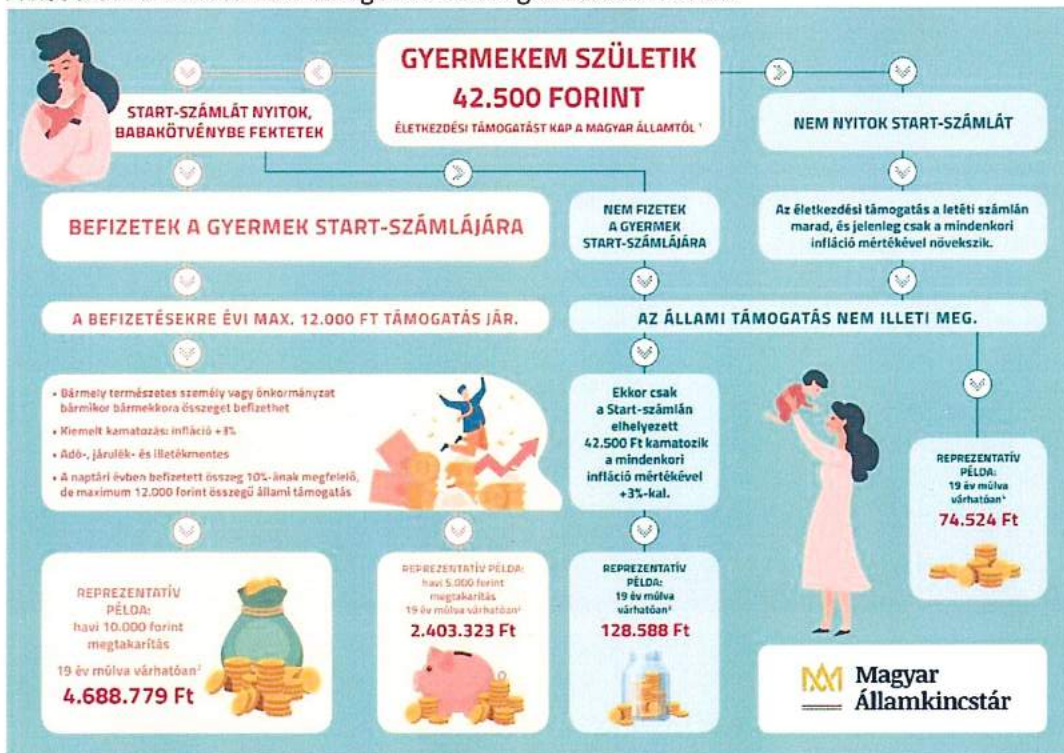 GYERMEKEM SZÜLETIK
42.500 FORINT
ÉLETKEZDÉSI TÁMOGATÁST KAP A MAGYAR ÁLLAMTÓL ¹
START-SZÁMLÁT NYITOK,
BABAKÖTVÉNYBE FEKTETEK
NEM NYITOK START-SZÁMLÁT
BEFIZETEK A GYERMEK START-SZÁMLÁJÁRA
NEM FIZETEK
A GYERMEK
START-SZÁMLÁJÁRA
Az életkezdési támogatás a letéti számlán
marad, és jelenleg csak a mindenkori
infláció mértékével növekszik.
A BEFIZETÉSEKRE ÉVI MAX. 12.000 FT TÁMOGATÁS JÁR.
AZ ÁLLAMI TÁMOGATÁS NEM ILLETI MEG.
• Bármely természetes személy vagy önkormányzat
bármikor bármekkora összeget befizethet
• Kiemelt kamatozás: infláció +3%
• Adó-, járulék- és illetékmentes
• A naptári évben befizetett összeg 10%-ának megfelelő,
de maximum 12.000 forint összegű állami támogatás
Ekkor csak
a Start-számlán
elhelyezett
42.500 Ft kamatozik
a mindenkori
infláció mértékével
+3%-kal.
REPREZENTATÍV
PÉLDA:
19 év múlva
várhatóan⁴
74.524 Ft
REPREZENTATÍV
PÉLDA:
havi 10.000 forint
megtakarítás
19 év múlva várhatóan²
4.688.779 Ft
REPREZENTATÍV PÉLDA:
havi 5.000 forint
megtakarítás
19 év múlva várhatóan²
2.403.323 Ft
REPREZENTATÍV
PÉLDA:
19 év múlva
várhatóan³
128.588 Ft
Magyar
Államkincstár